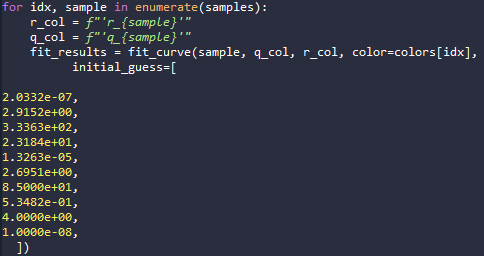 for idx, sample in enumerate(samples):
    r_col = f"'r_{sample}'"
    q_col = f"'q_{sample}'"
    fit_results = fit_curve(sample, q_col, r_col, color=colors[idx],
          initial_guess=[
2.0332e-07,
2.9152e+00,
3.3363e+02,
2.3184e+01,
1.3263e-05,
2.6951e+00,
8.5000e+01,
5.3482e-01,
4.0000e+00,
1.0000e-08,
  ])